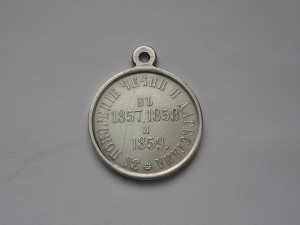 ЗА ПОКОРЕНІЕ ЧЕЧНИ И ДАГЕСТАНА
ВЪ
1857, 1858
И
1859.